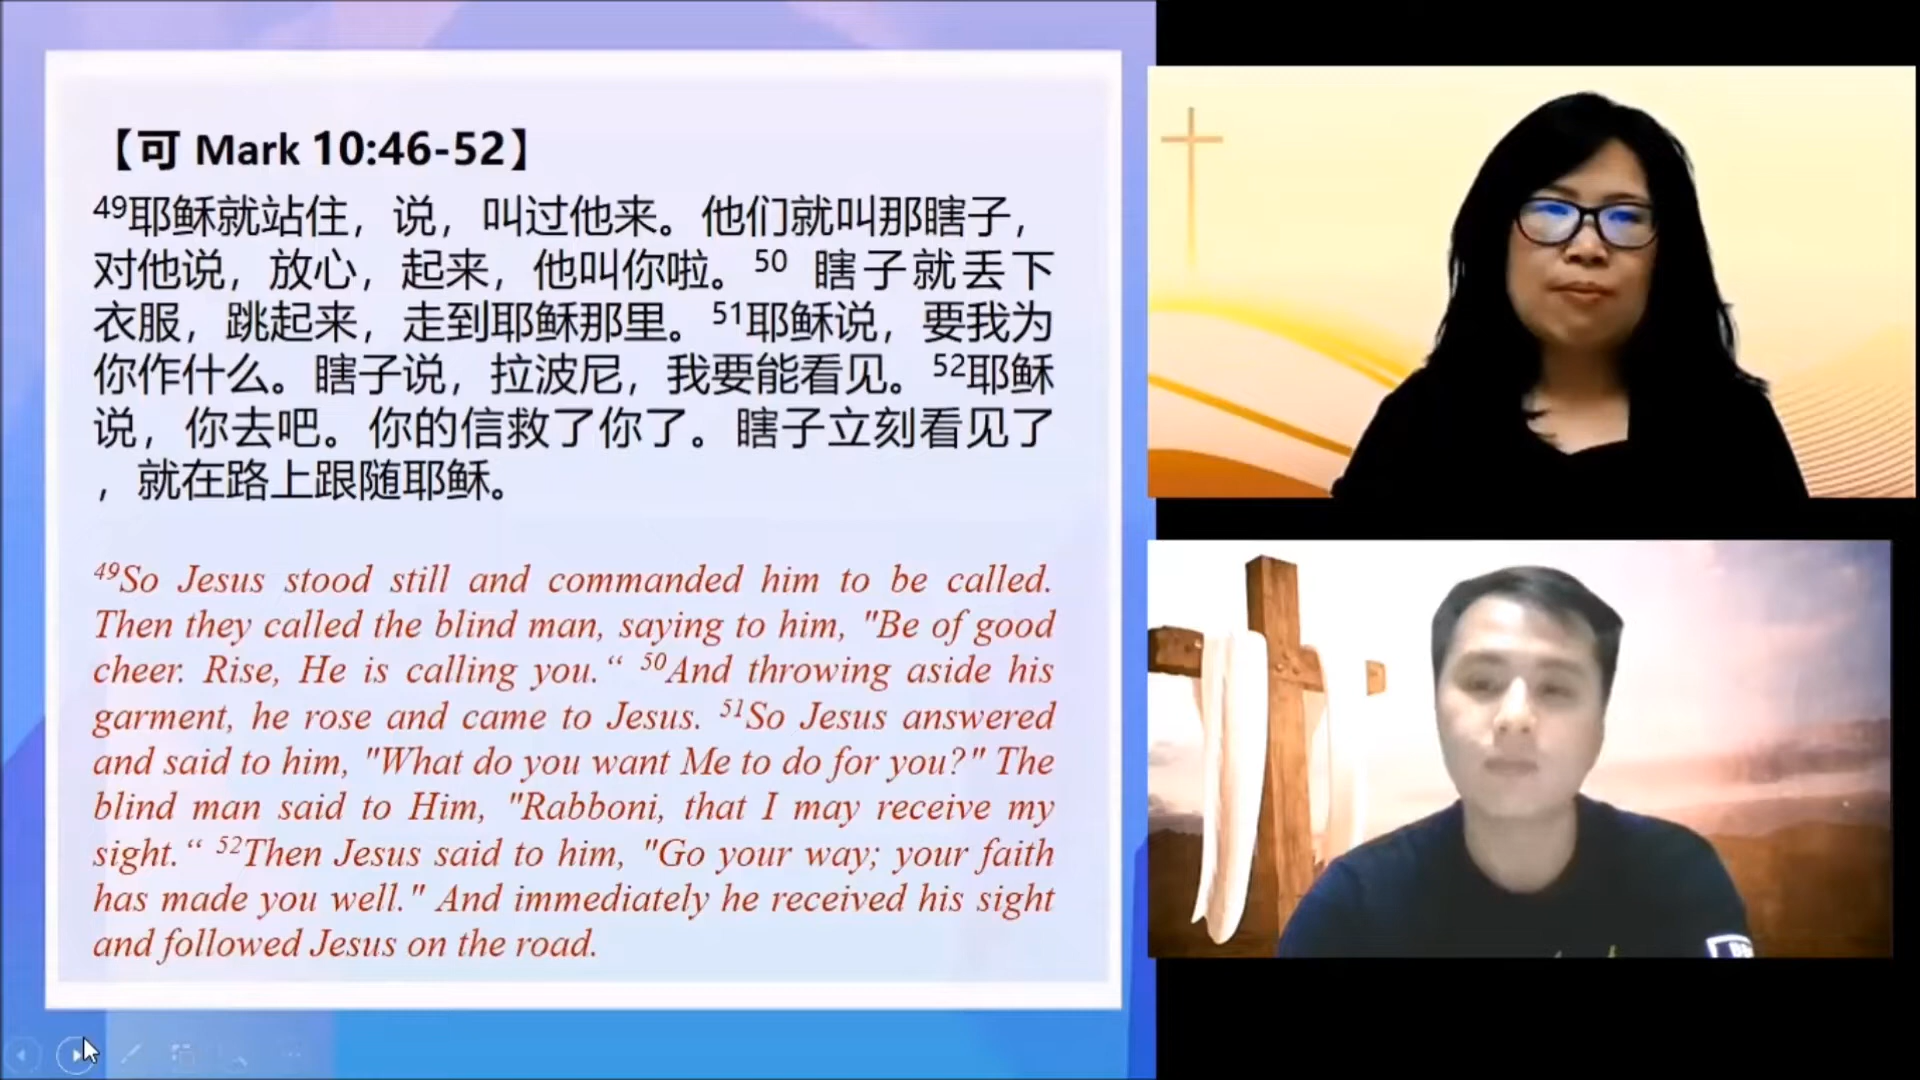 【可 Mark 10:46-52】
49耶稣就站住，说，叫过他来。他们就叫那瞎子，
对他说，放心，起来，他叫你啦。50 瞎子就丢下
衣服，跳起来，走到耶稣那里。51耶稣说，要我为
你作什么。瞎子说，拉波尼，我要能看见。52耶稣
说，你去吧。你的信救了你了。瞎子立刻看见了
，就在路上跟随耶稣。
49So Jesus stood still and commanded him to be called.
Then they called the blind man, saying to him, "Be of good
cheer. Rise, He is calling you.“ 50And throwing aside his
garment, he rose and came to Jesus. 51So Jesus answered
and said to him, "What do you want Me to do for you?" The
blind man said to Him, "Rabboni, that I may receive my
sight.“ 52Then Jesus said to him, "Go your way; your faith
has made you well." And immediately he received his sight
and followed Jesus on the road.